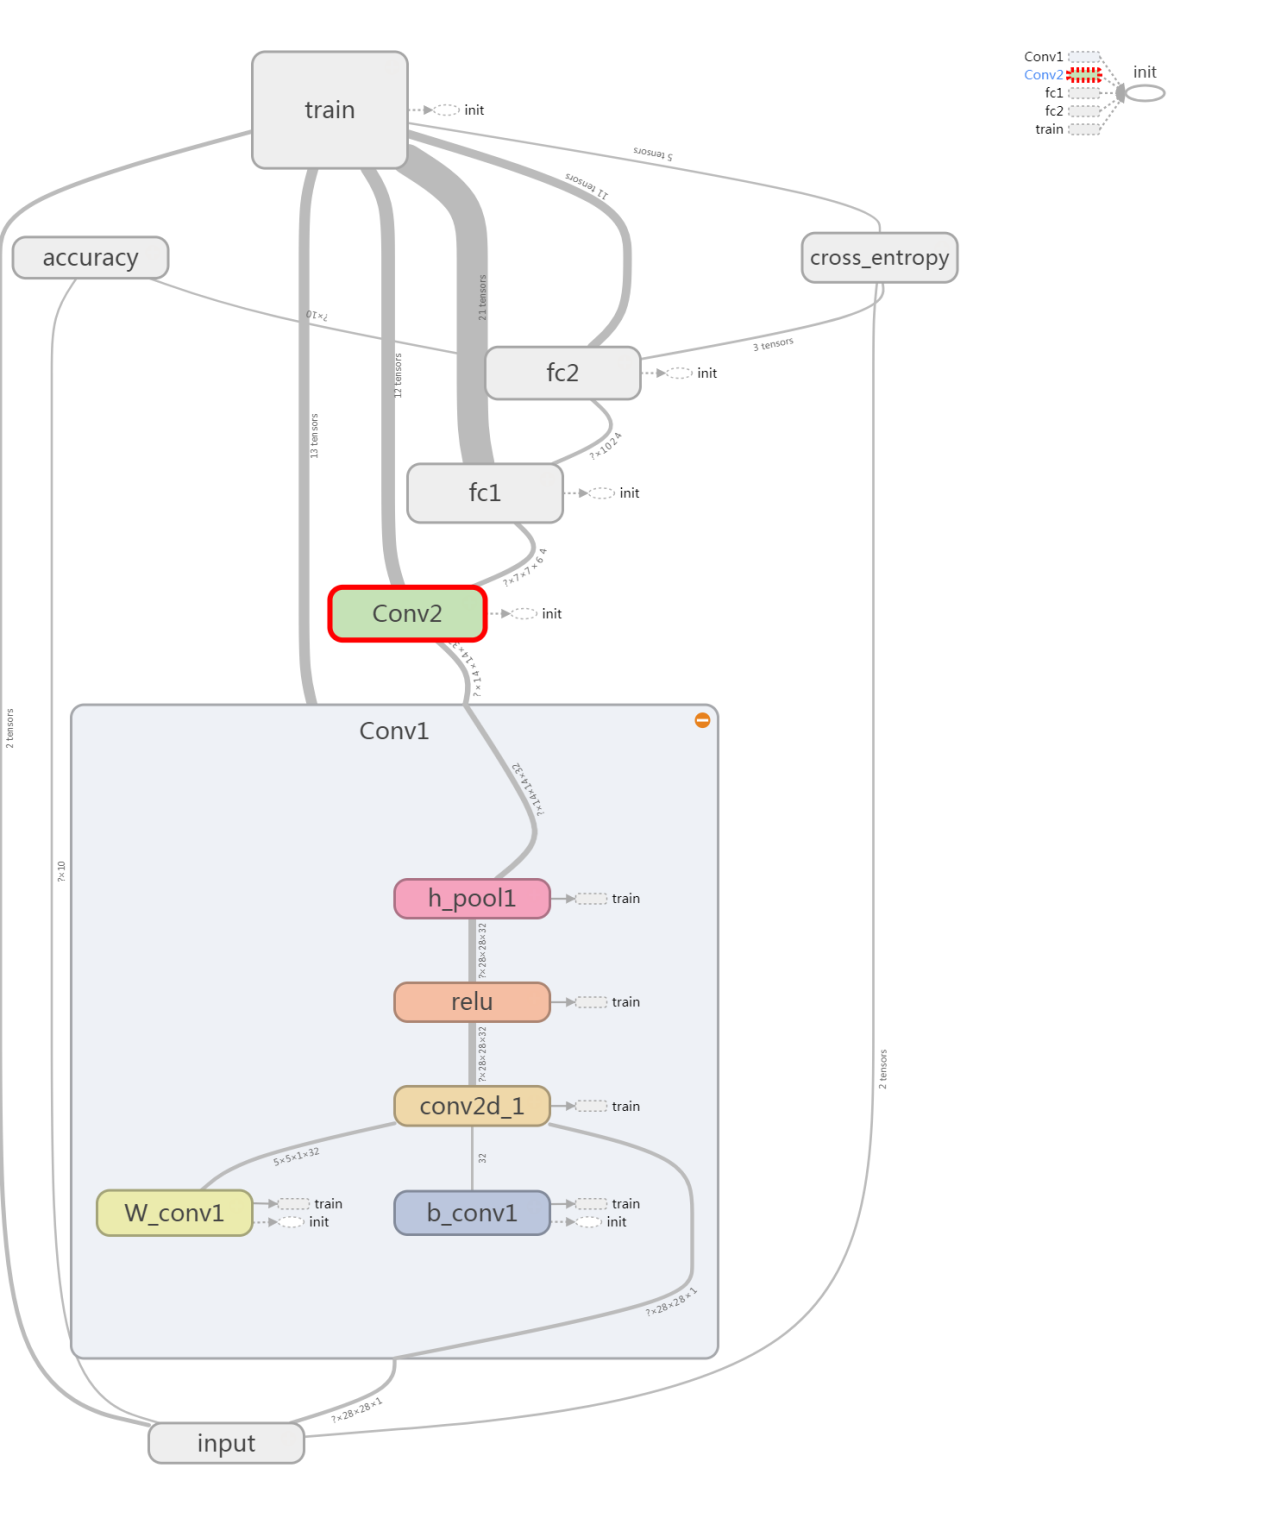 Conv1
Conv2
fc1
fc2
train
init
train
init
5 tensors
11 tensors
accuracy
cross_entropy
21 tensors
?×10
12 tensors
3 tensors
fc2
init
13 tensors
?×1024
fc1
init
?×7×7×64
Conv2
init
?×14×14×3
2 tensors
Conv1
?×14×14×32
?×10
h_pool1
train
?×28×28×32
relu
train
?×28×28×32
2 tensors
conv2d_1
train
5×5×1×32
32
W_conv1
train
init
b_conv1
train
init
?×28×28×1
?×28×28×1
input